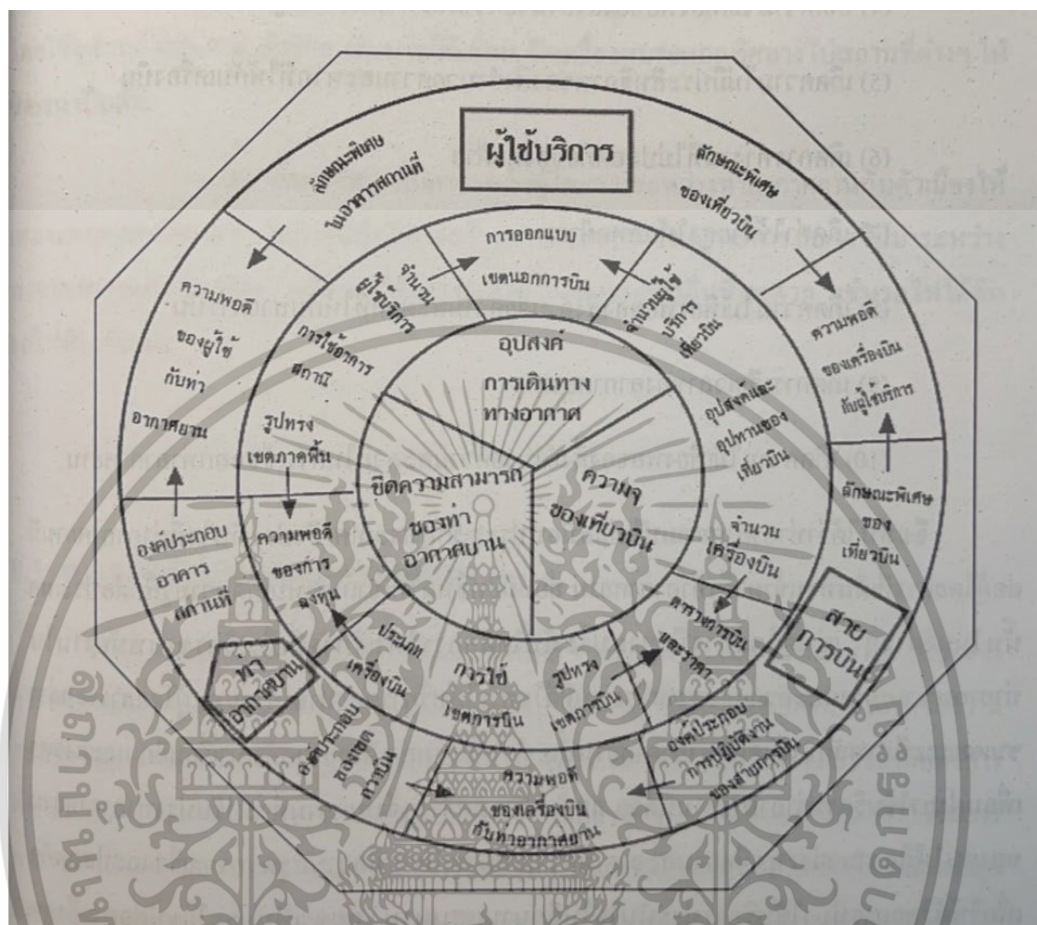 ผู้ใช้บริการ
ลักษณะพิเศษ
ในอาคารสถานที่
ลักษณะพิเศษ
ของเที่ยวบิน
ความพอดี
ของผู้ใช้
กับท่า
อากาศยาน
ความพอดี
ของเครื่องบิน
กับผู้ใช้บริการ
จำนวน
ผู้ใช้บริการ
การออกแบบ
เขตนอกการบิน
จำนวนผู้ใช้
บริการ
เที่ยวบิน
การใช้อาคาร
สถานี
รูปทรง
เขตภาคพื้น
อุปสงค์
การเดินทาง
ทางอากาศ
อุปสงค์และ
อุปทานของ
เที่ยวบิน
ขีดความสามารถ
ของท่า
อากาศยาน
ความจุ
ของเที่ยวบิน
องค์ประกอบ
อาคาร
สถานที่
ความพอดี
ของการ
ลงทุน
จำนวน
เครื่องบิน
ลักษณะพิเศษ
ของ
เที่ยวบิน
ท่า
อากาศยาน
ประเภท
เครื่องบิน
การใช้
เขตการบิน
รูปทรง
เขตการบิน
ตารางการบิน
และราคา
สาย
การบิน
องค์ประกอบ
ของเขต
การบิน
ความพอดี
ของเครื่องบิน
กับท่าอากาศยาน
องค์ประกอบ
การปฏิบัติงาน
ของสายการบิน